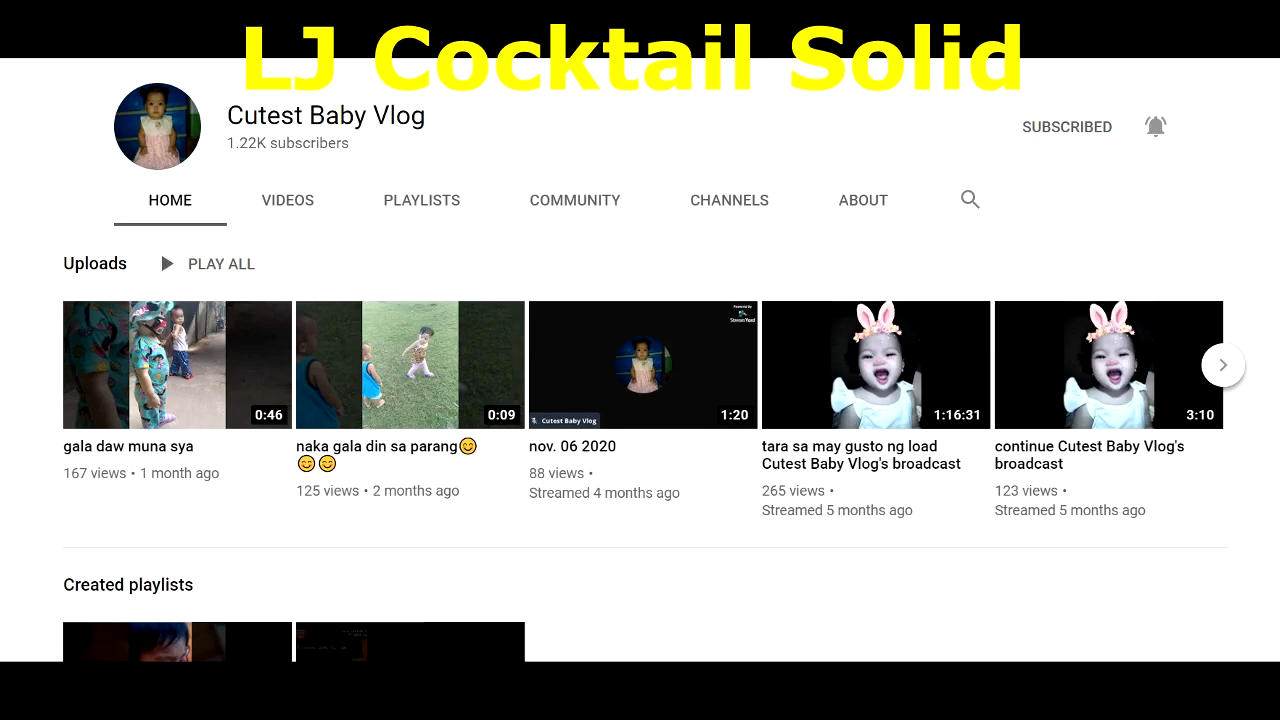 LJ Cocktail Solid
Cutest Baby Vlog
1.22K subscribers
SUBSCRIBED
HOME VIDEOS PLAYLISTS COMMUNITY CHANNELS ABOUT
Uploads PLAY ALL
Powered by
StreamYard
Cutest Baby Vlog
0:46 0:09 1:20 1:16:31 3:10
gala daw muna sya
167 views • 1 month ago
naka gala din sa parang😊
😊😊
125 views • 2 months ago
nov. 06 2020
88 views •
Streamed 4 months ago
tara sa may gusto ng load
Cutest Baby Vlog's broadcast
265 views •
Streamed 5 months ago
continue Cutest Baby Vlog's
broadcast
123 views •
Streamed 5 months ago
Created playlists